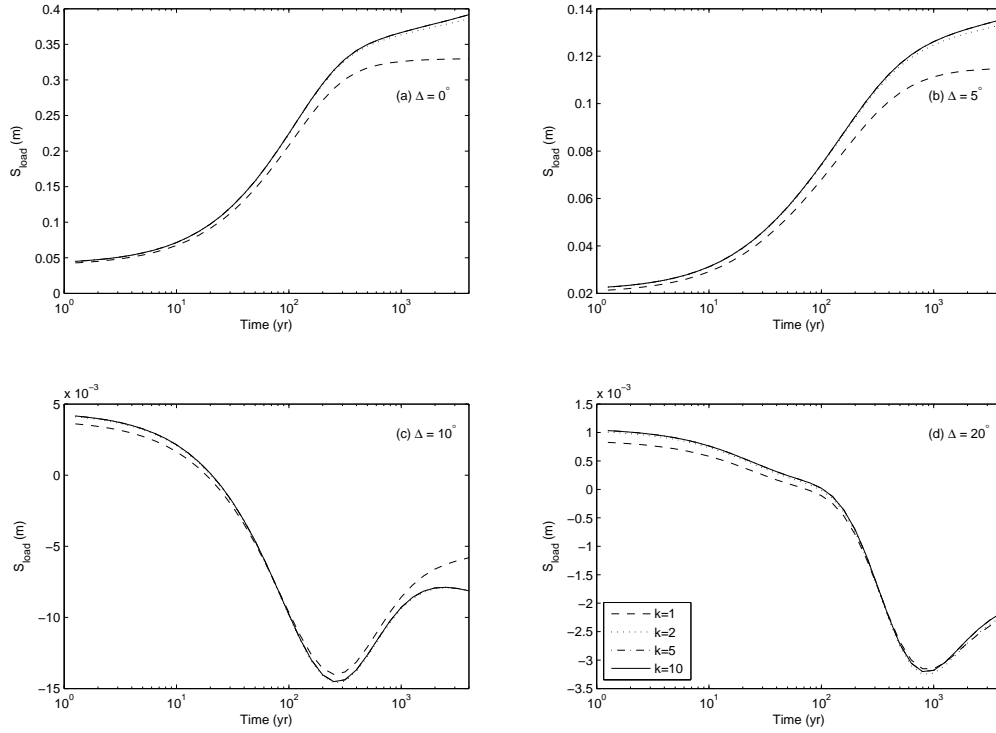 0.4
0.35
0.3
0.25
0.2
0.15
0.1
0.05
0
S_load (m)
(a) Δ = 0°
10^0 10^1 10^2 10^3
Time (yr)
0.14
0.12
0.1
0.08
0.06
0.04
0.02
S_load (m)
(b) Δ = 5°
10^0 10^1 10^2 10^3
Time (yr)
x 10^−3
5
0
−5
−10
−15
S_load (m)
(c) Δ = 10°
10^0 10^1 10^2 10^3
Time (yr)
x 10^−3
1.5
1
0.5
0
−0.5
−1
−1.5
−2
−2.5
−3
−3.5
S_load (m)
(d) Δ = 20°
k=1
k=2
k=5
k=10
10^0 10^1 10^2 10^3
Time (yr)